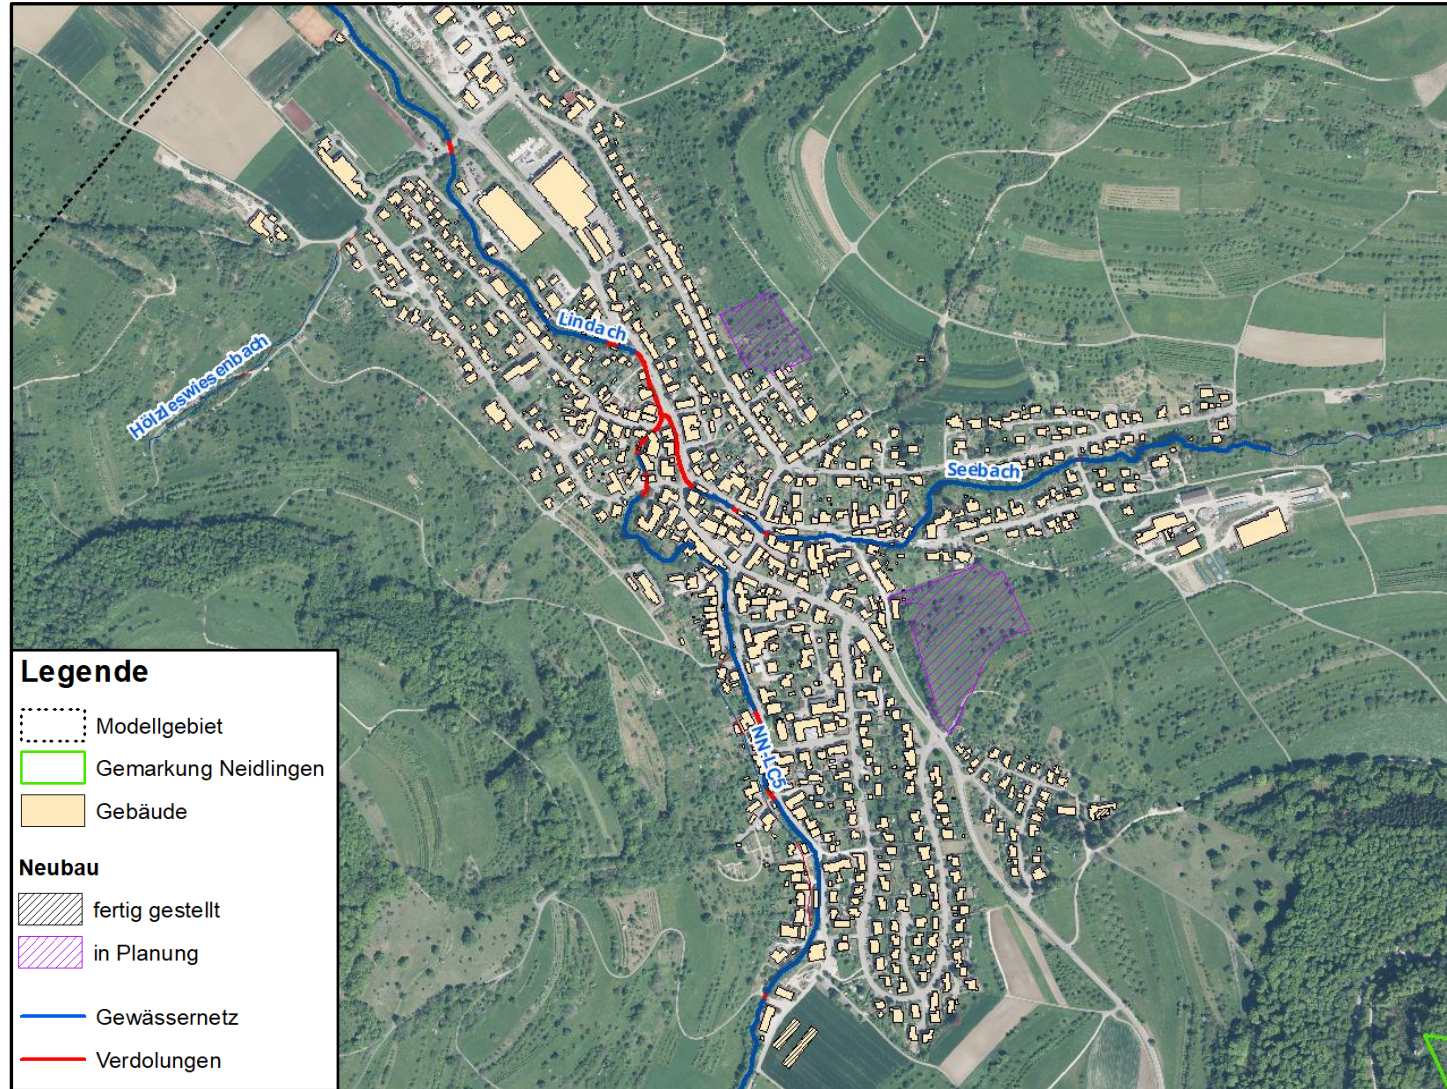 Lindach
Hölzleswiesenbach
Seebach
NN-LC5
Legende
Modellgebiet
Gemarkung Neidlingen
Gebäude
Neubau
fertig gestellt
in Planung
Gewässernetz
Verdolungen